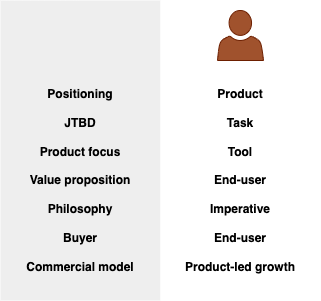 Positioning Product
JTBD Task
Product focus Tool
Value proposition End-user
Philosophy Imperative
Buyer End-user
Commercial model Product-led growth